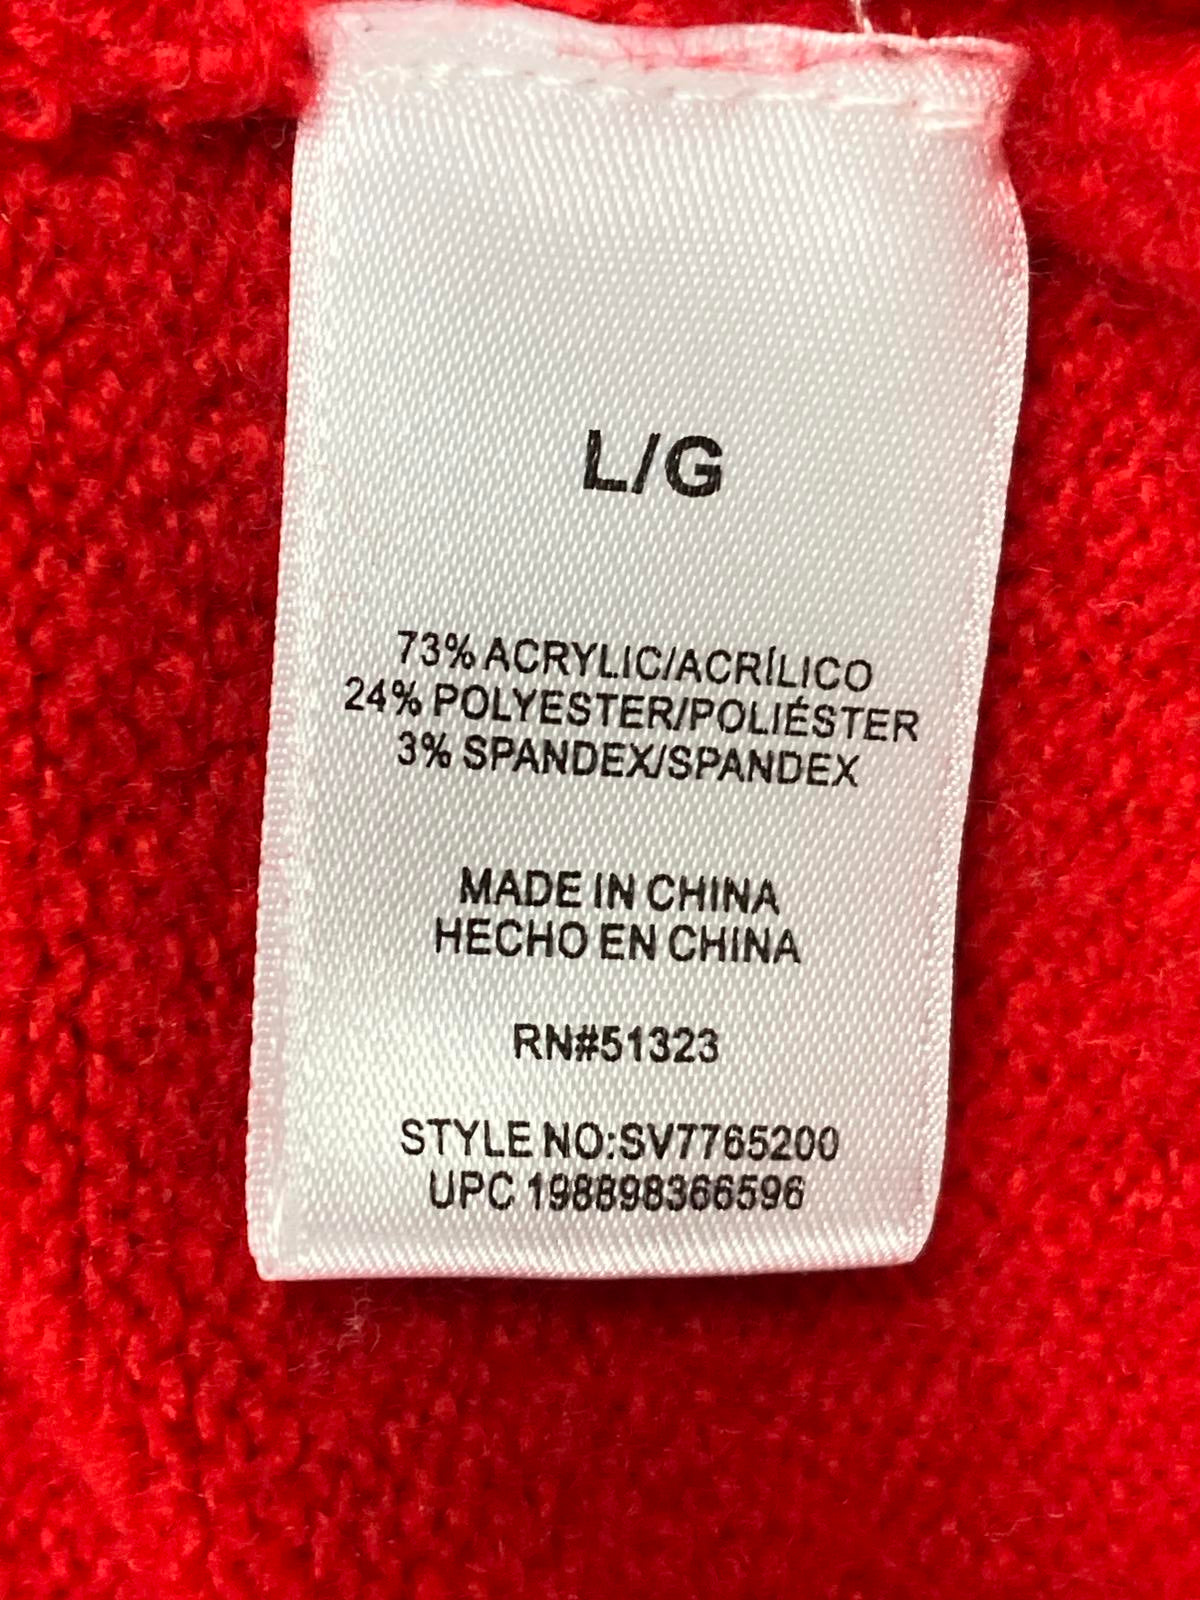 L/G
73% ACRYLIC/ACRÍLICO
24% POLYESTER/POLIÉSTER
3% SPANDEX/SPANDEX
MADE IN CHINA
HECHO EN CHINA
RN#51323
STYLE NO:SV7765200
UPC 198898366596